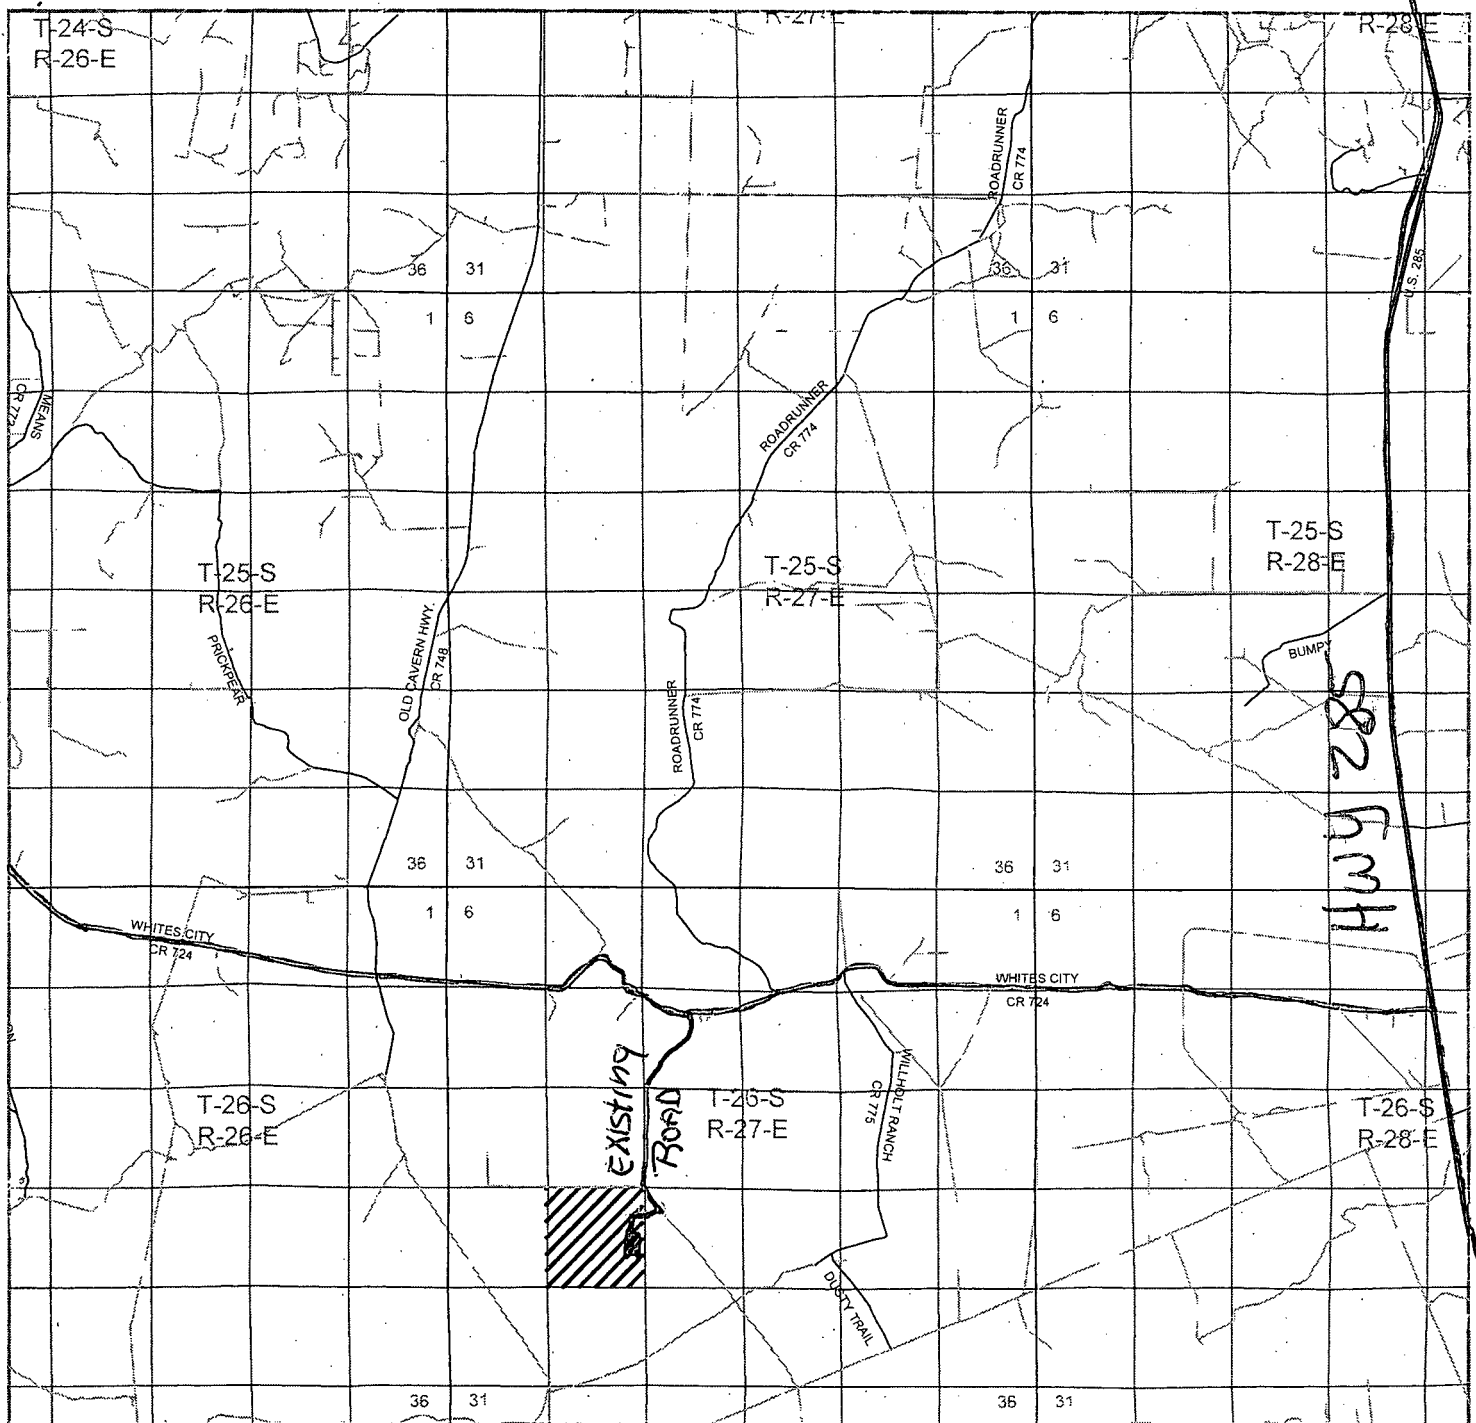 T-24-S
R-26-E
R-27-E
R-28-E
ROADRUNNER
CR 774
36 31
36 31
U.S. 285
1 6
1 6
MEANS
CR 772
ROADRUNNER
CR 774
T-25-S
R-26-E
T-25-S
R-27-E
T-25-S
R-28-E
PRICKPEAR
OLD CAVERN HWY.
CR 748
BUMPY
ROADRUNNER
CR 774
Hwy 285
36 31
36 31
1 6
1 6
WHITES CITY
CR 724
WHITES CITY
CR 724
Existing
Road
T-26-S
R-26-E
T-26-S
R-27-E
WILLHOLT RANCH
CR 775
T-26-S
R-28-E
DUSTY TRAIL
36 31
36 31